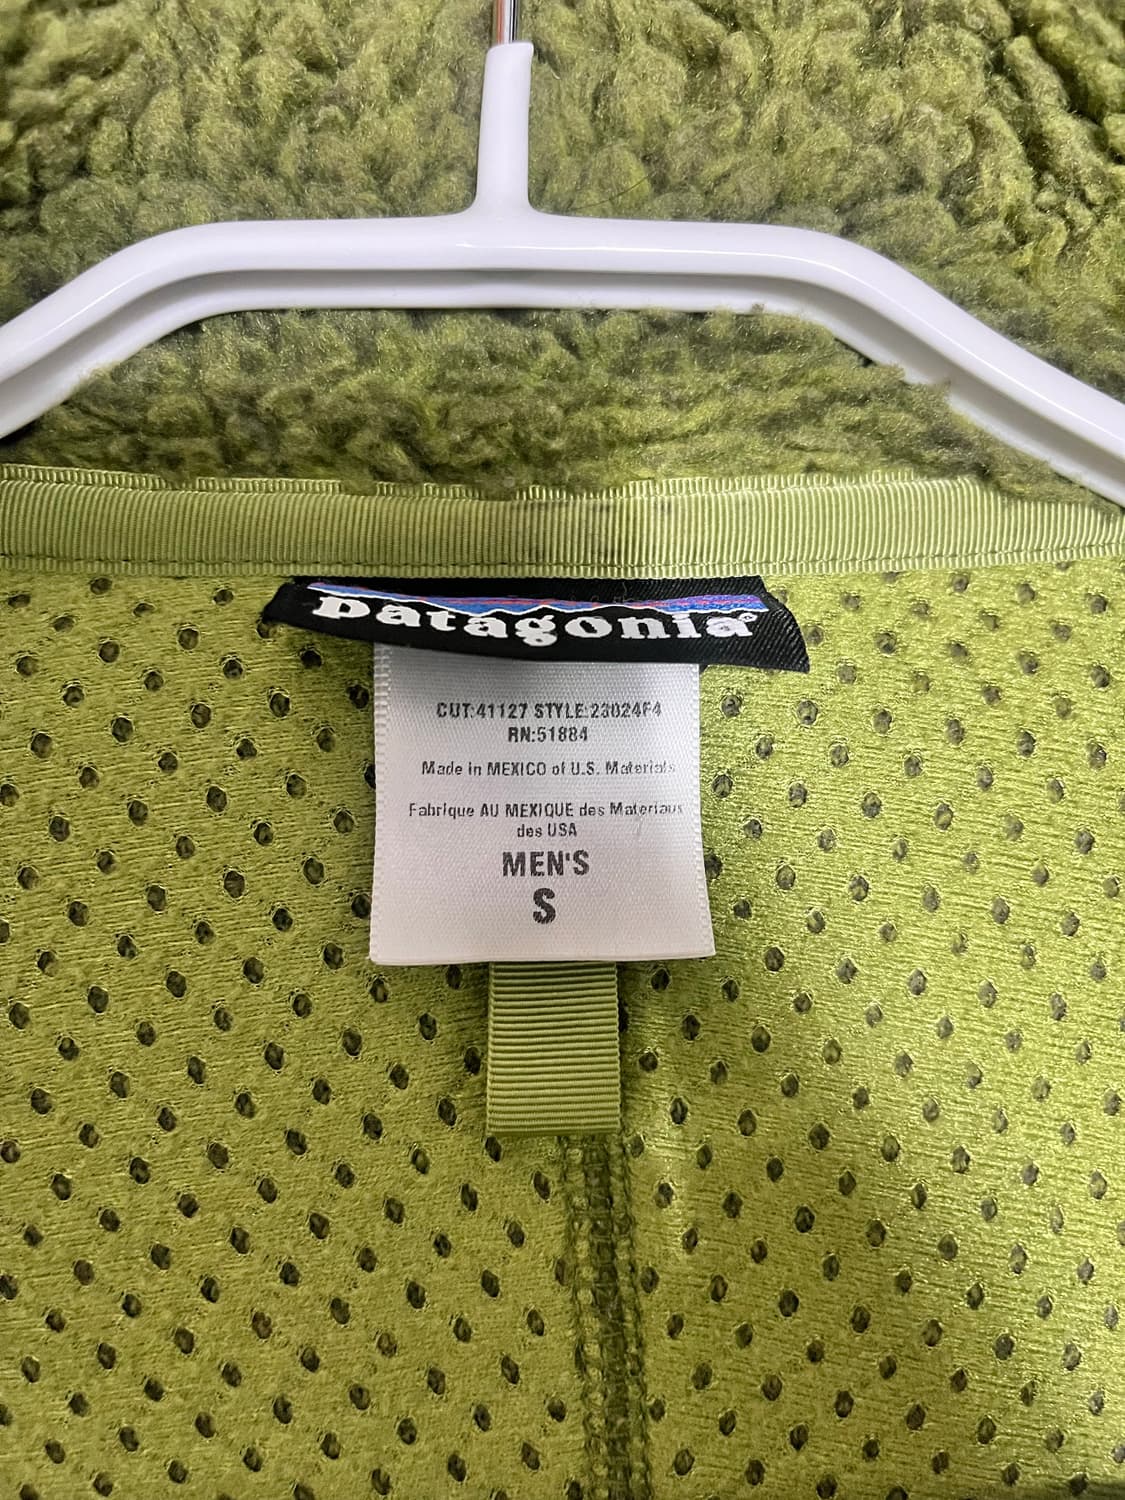 patagonia®
CUT:41127 STYLE:23024F4
RN:51884
Made in MEXICO of U.S. Materials
Fabrique AU MEXIQUE des Materiaus
des USA
MEN'S
S